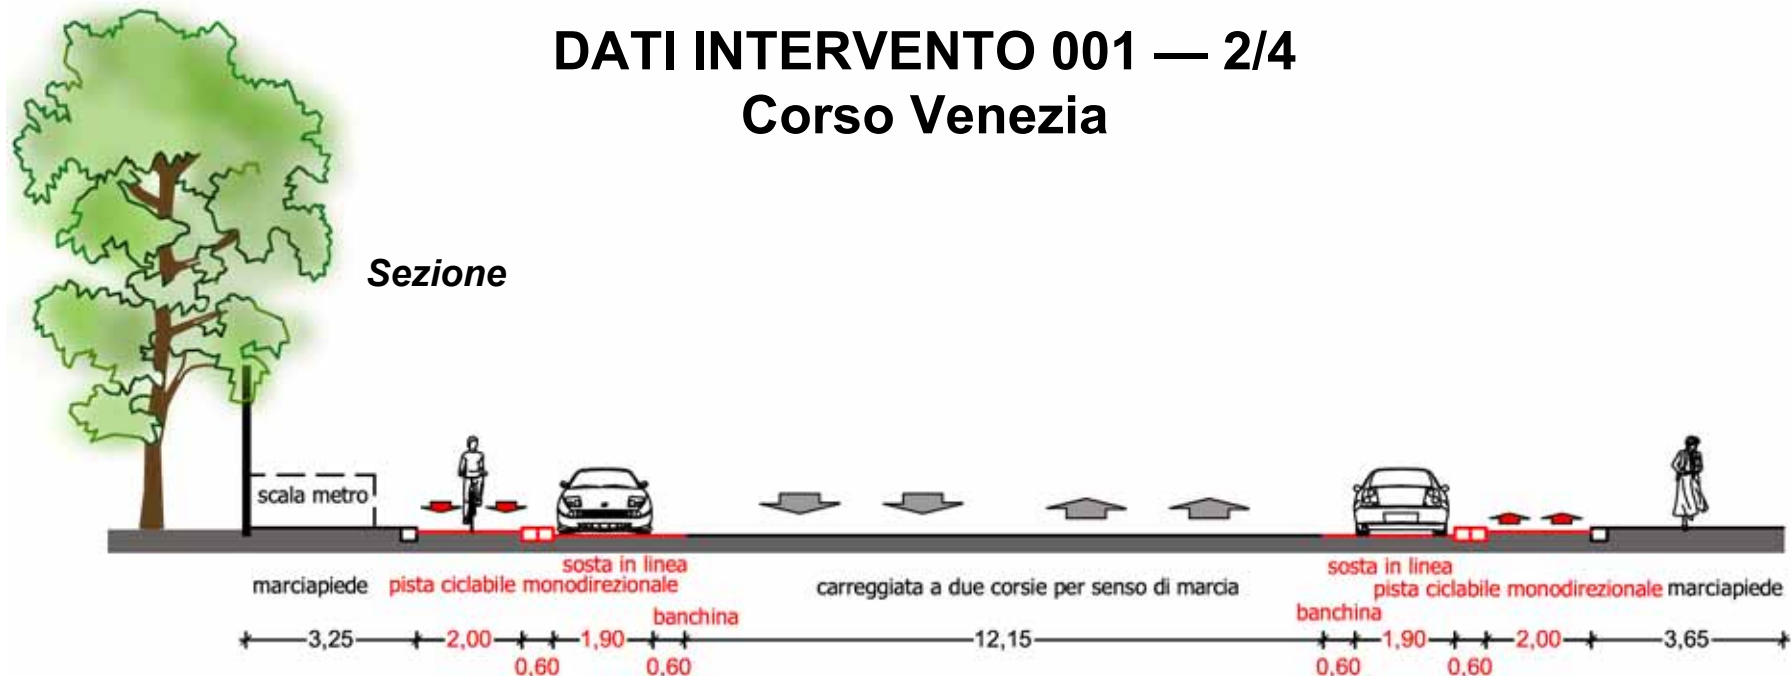 DATI INTERVENTO 001 — 2/4
Corso Venezia
Sezione
scala metro
sosta in linea
sosta in linea
marciapiede
pista ciclabile monodirezionale
carreggiata a due corsie per senso di marcia
pista ciclabile monodirezionale
marciapiede
banchina
banchina
3,25
2,00
1,90
12,15
1,90
2,00
3,65
0,60
0,60
0,60
0,60